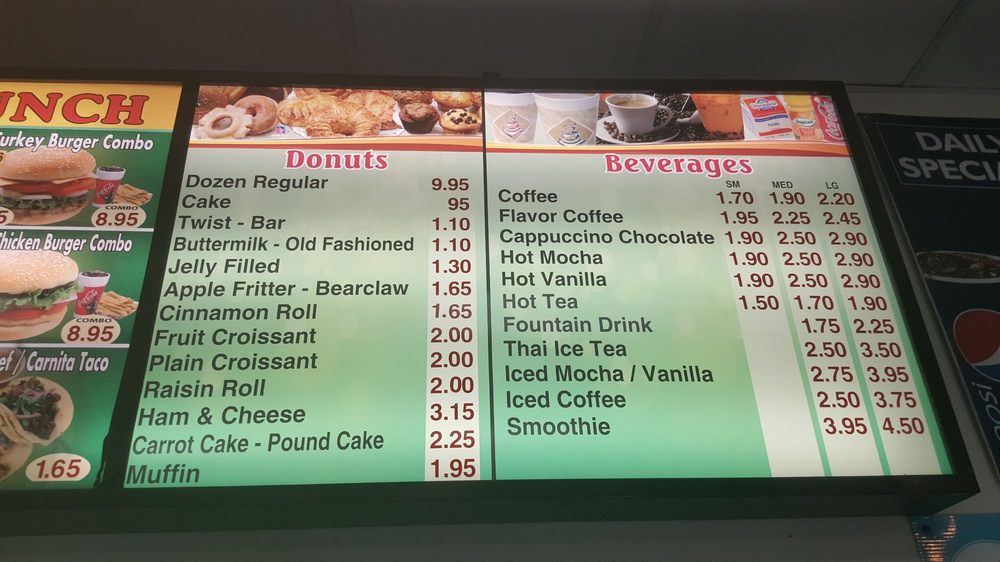 UNCH
Turkey Burger Combo
COMBO
8.95
Chicken Burger Combo
COMBO
8.95
ef / Carnita Taco
1.65
Donuts
Dozen Regular 9.95
Cake 95
Twist - Bar 1.10
Buttermilk - Old Fashioned 1.10
Jelly Filled 1.30
Apple Fritter - Bearclaw 1.65
Cinnamon Roll 1.65
Fruit Croissant 2.00
Plain Croissant 2.00
Raisin Roll 2.00
Ham & Cheese 3.15
Carrot Cake - Pound Cake 2.25
Muffin 1.95
Beverages
SM MED LG
Coffee 1.70 1.90 2.20
Flavor Coffee 1.95 2.25 2.45
Cappuccino Chocolate 1.90 2.50 2.90
Hot Mocha 1.90 2.50 2.90
Hot Vanilla 1.90 2.50 2.90
Hot Tea 1.50 1.70 1.90
Fountain Drink 1.75 2.25
Thai Ice Tea 2.50 3.50
Iced Mocha / Vanilla 2.75 3.95
Iced Coffee 2.50 3.75
Smoothie 3.95 4.50
DAILY
SPECIA
pepsi